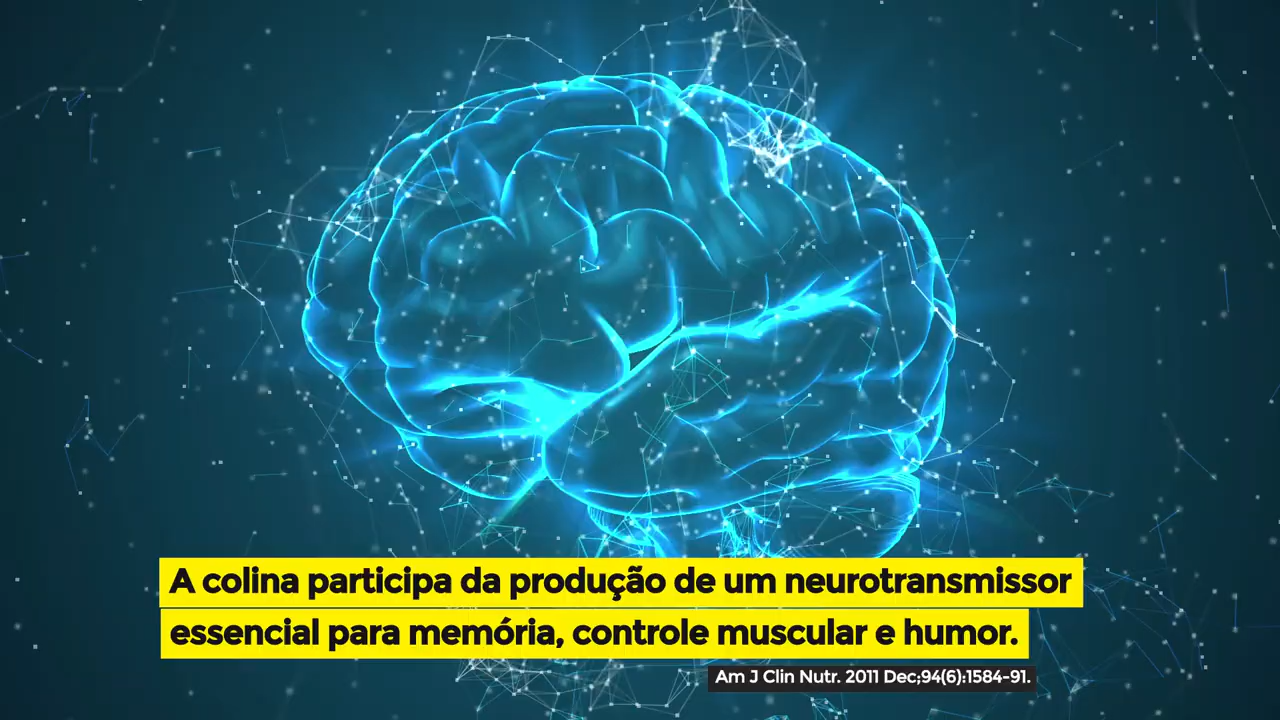 A colina participa da produção de um neurotransmissor
essencial para memória, controle muscular e humor.
Am J Clin Nutr. 2011 Dec;94(6):1584-91.